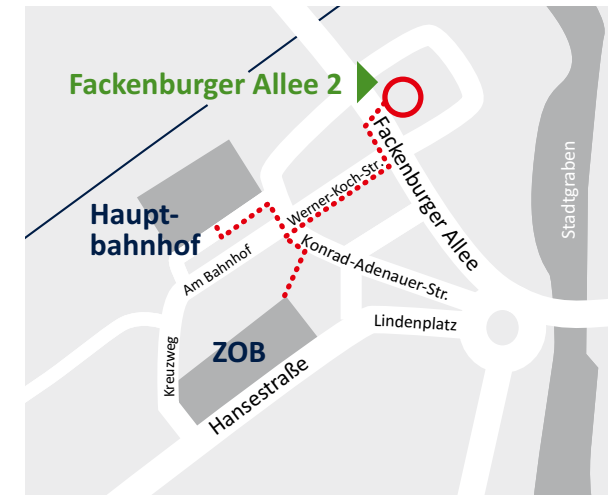 Fackenburger Allee 2
Fackenburger Allee
Stadtgraben
Werner-Koch-Str.
Haupt-
bahnhof
Am Bahnhof
Konrad-Adenauer-Str.
Lindenplatz
ZOB
Kreuzweg
Hansestraße